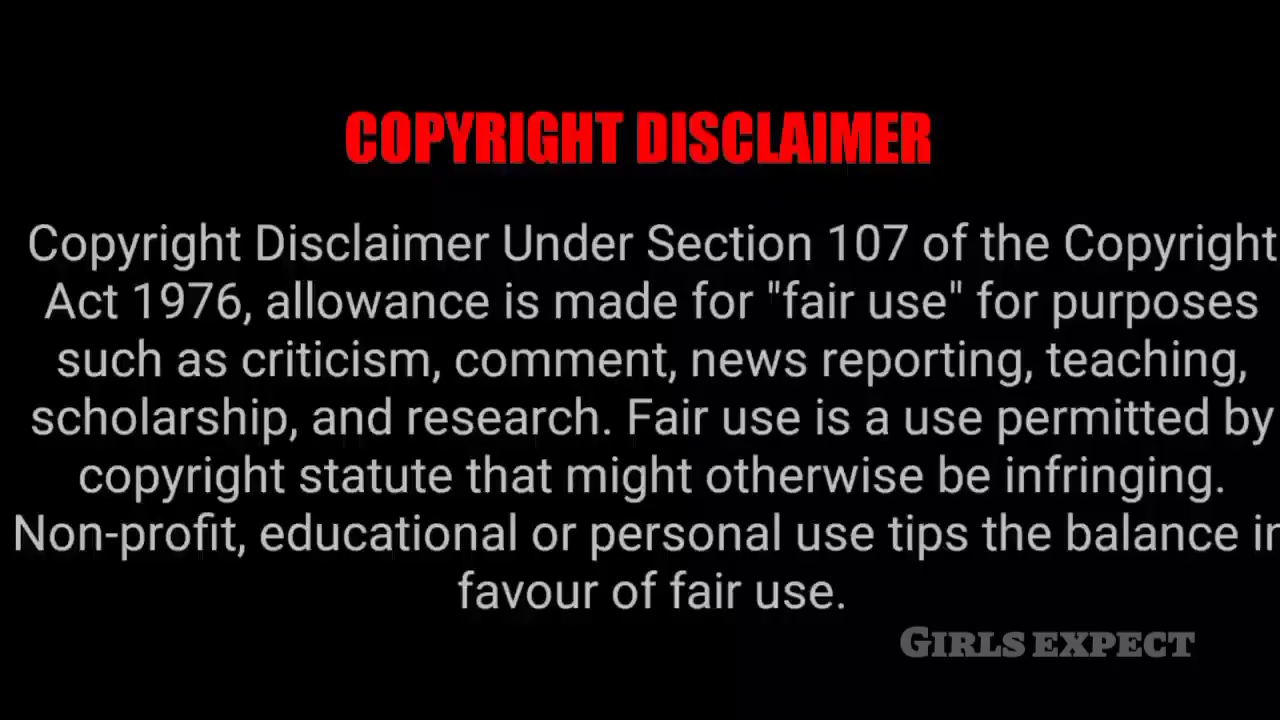 COPYRIGHT DISCLAIMER
Copyright Disclaimer Under Section 107 of the Copyright
Act 1976, allowance is made for "fair use" for purposes
such as criticism, comment, news reporting, teaching,
scholarship, and research. Fair use is a use permitted by
copyright statute that might otherwise be infringing.
Non-profit, educational or personal use tips the balance in
favour of fair use.
GIRLS EXPECT